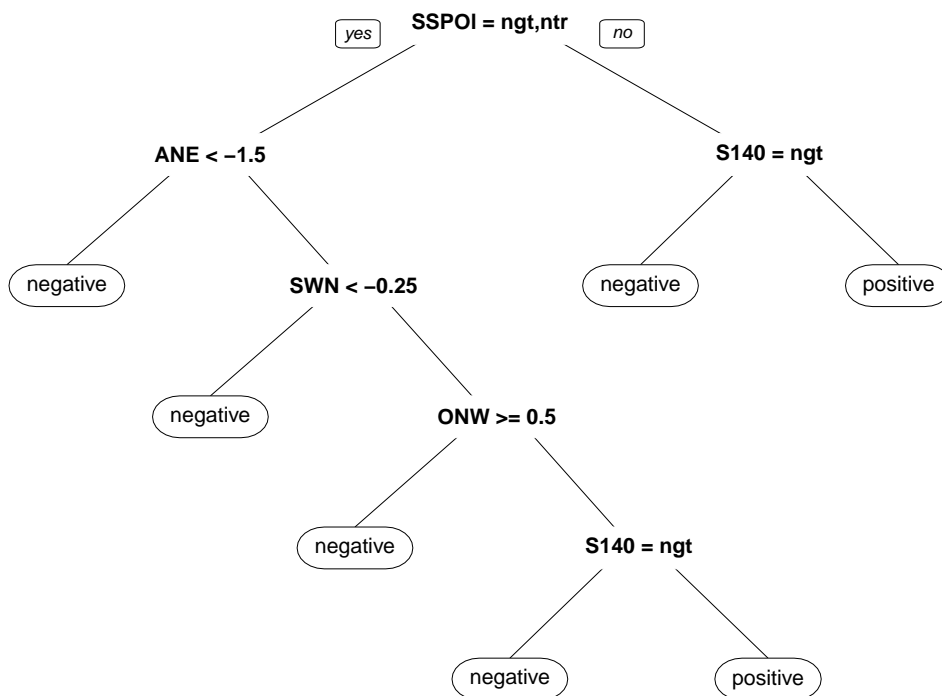 SSPOI = ngt,ntr
yes
no
ANE < −1.5
S140 = ngt
negative
SWN < −0.25
negative
positive
negative
ONW >= 0.5
negative
S140 = ngt
negative
positive